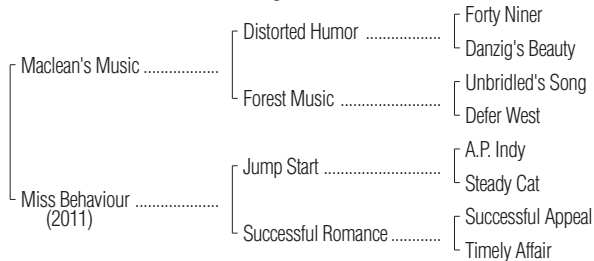 Forty Niner
Distorted Humor ..................
Danzig's Beauty
Maclean's Music ..................
Unbridled's Song
Forest Music ........................
Defer West
A.P. Indy
Jump Start ............................
Steady Cat
Miss Behaviour ....................
(2011)
Successful Appeal
Successful Romance ............
Timely Affair